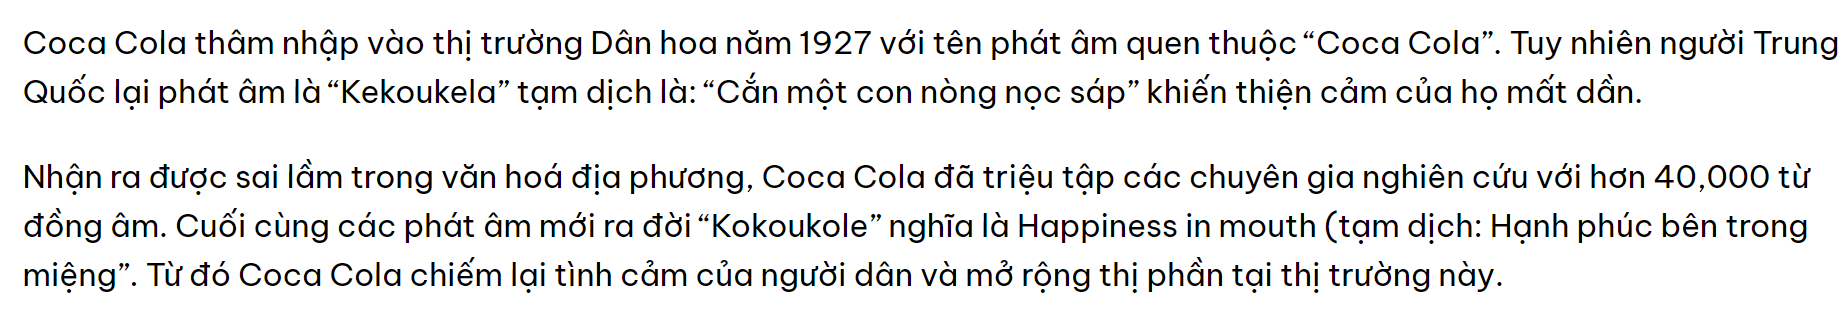 Coca Cola thâm nhập vào thị trường Dân hoa năm 1927 với tên phát âm quen thuộc “Coca Cola”. Tuy nhiên người Trung
Quốc lại phát âm là “Kekoukela” tạm dịch là: “Cắn một con nòng nọc sáp” khiến thiện cảm của họ mất dần.
Nhận ra được sai lầm trong văn hoá địa phương, Coca Cola đã triệu tập các chuyên gia nghiên cứu với hơn 40,000 từ
đồng âm. Cuối cùng các phát âm mới ra đời “Kokoukole” nghĩa là Happiness in mouth (tạm dịch: Hạnh phúc bên trong
miệng”. Từ đó Coca Cola chiếm lại tình cảm của người dân và mở rộng thị phần tại thị trường này.